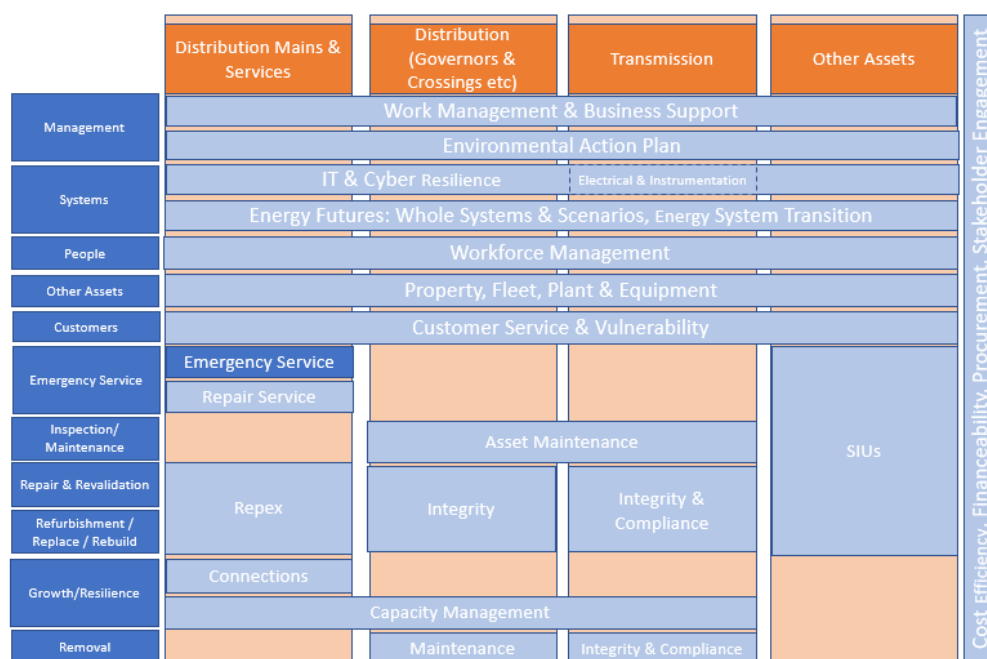 Distribution Mains &
Services
Distribution
(Governors &
Crossings etc)
Transmission
Other Assets
Management
Work Management & Business Support
Environmental Action Plan
Systems
IT & Cyber Resilience
Electrical & Instrumentation
Energy Futures: Whole Systems & Scenarios, Energy System Transition
People
Workforce Management
Other Assets
Property, Fleet, Plant & Equipment
Customers
Customer Service & Vulnerability
Emergency Service
Emergency Service
Repair Service
SIUs
Inspection/
Maintenance
Asset Maintenance
Repair & Revalidation
Refurbishment /
Replace / Rebuild
Repex
Integrity
Integrity &
Compliance
Growth/Resilience
Connections
Capacity Management
Removal
Maintenance
Integrity & Compliance
Cost Efficiency, Financeability, Procurement, Stakeholder Engagement